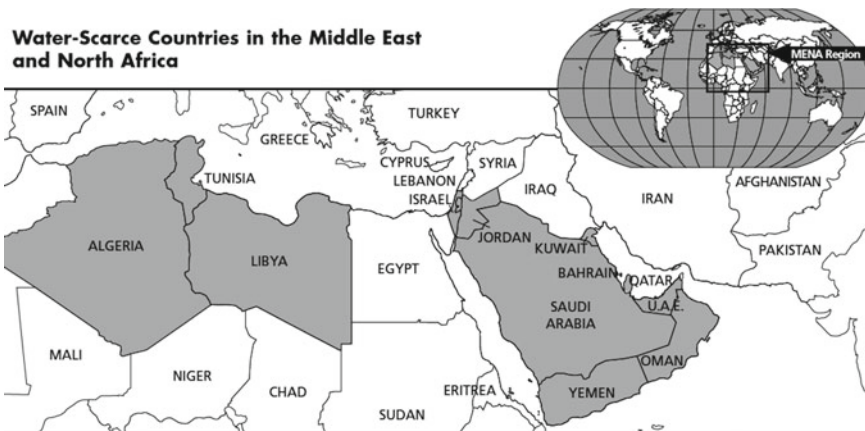 Water-Scarce Countries in the Middle East
and North Africa
MENA Region
SPAIN
TURKEY
GREECE
CYPRUS
SYRIA
TUNISIA
LEBANON
ISRAEL
IRAQ
IRAN
AFGHANISTAN
ALGERIA
LIBYA
EGYPT
JORDAN
KUWAIT
PAKISTAN
BAHRAIN
QATAR
SAUDI
ARABIA
U.A.E.
MALI
NIGER
CHAD
SUDAN
ERITREA
YEMEN
OMAN